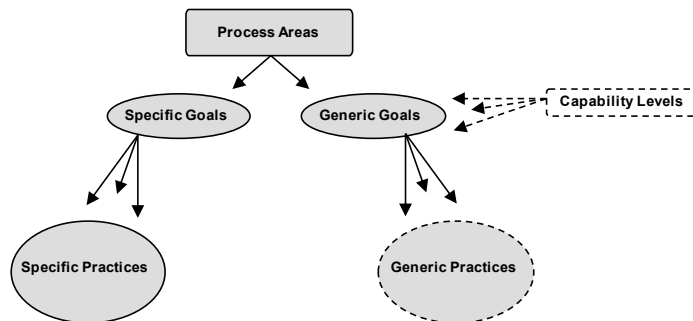 Process Areas
Specific Goals
Generic Goals
Capability Levels
Specific Practices
Generic Practices